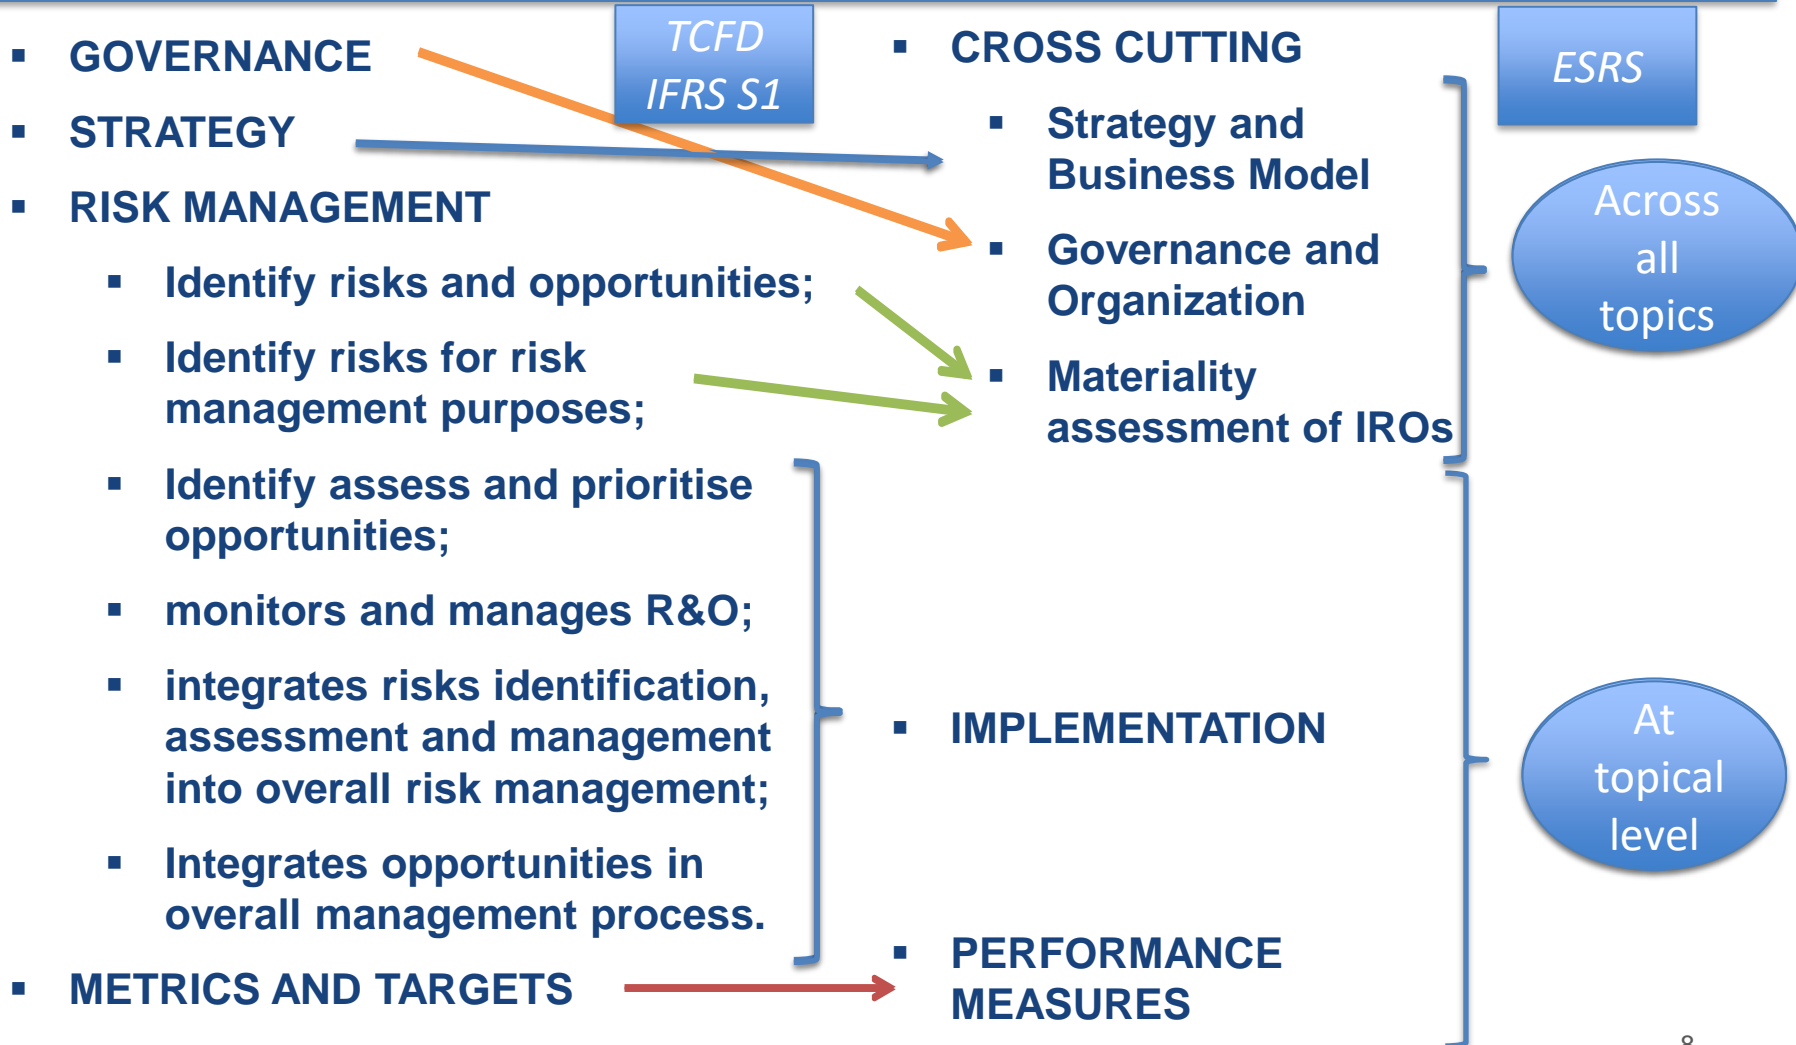 TCFD
IFRS S1
▪ GOVERNANCE
▪ STRATEGY
▪ RISK MANAGEMENT
▪ Identify risks and opportunities;
▪ Identify risks for risk
management purposes;
▪ Identify assess and prioritise
opportunities;
▪ monitors and manages R&O;
▪ integrates risks identification,
assessment and management
into overall risk management;
▪ Integrates opportunities in
overall management process.
▪ METRICS AND TARGETS
ESRS
▪ CROSS CUTTING
▪ Strategy and
Business Model
▪ Governance and
Organization
▪ Materiality
assessment of IROs
▪ IMPLEMENTATION
▪ PERFORMANCE
MEASURES
Across
all
topics
At
topical
level